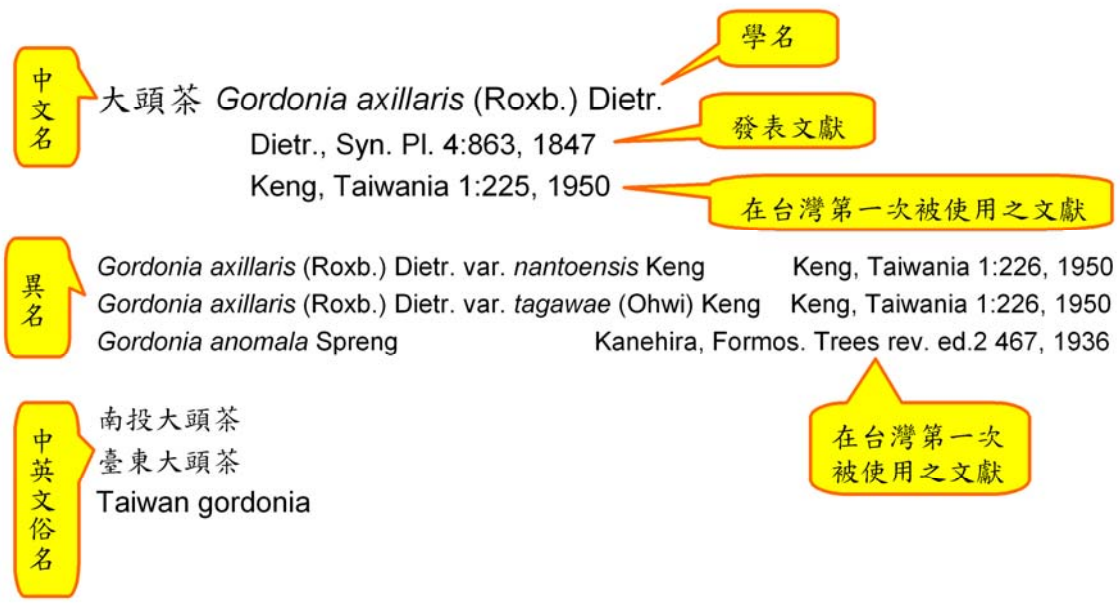 學名
中文名
大頭茶 Gordonia axillaris (Roxb.) Dietr.
發表文獻
Dietr., Syn. Pl. 4:863, 1847
Keng, Taiwania 1:225, 1950
在台灣第一次被使用之文獻
異名
Gordonia axillaris (Roxb.) Dietr. var. nantoensis Keng Keng, Taiwania 1:226, 1950
Gordonia axillaris (Roxb.) Dietr. var. tagawae (Ohwi) Keng Keng, Taiwania 1:226, 1950
Gordonia anomala Spreng Kanehira, Formos. Trees rev. ed.2 467, 1936
在台灣第一次
被使用之文獻
中英文俗名
南投大頭茶
臺東大頭茶
Taiwan gordonia